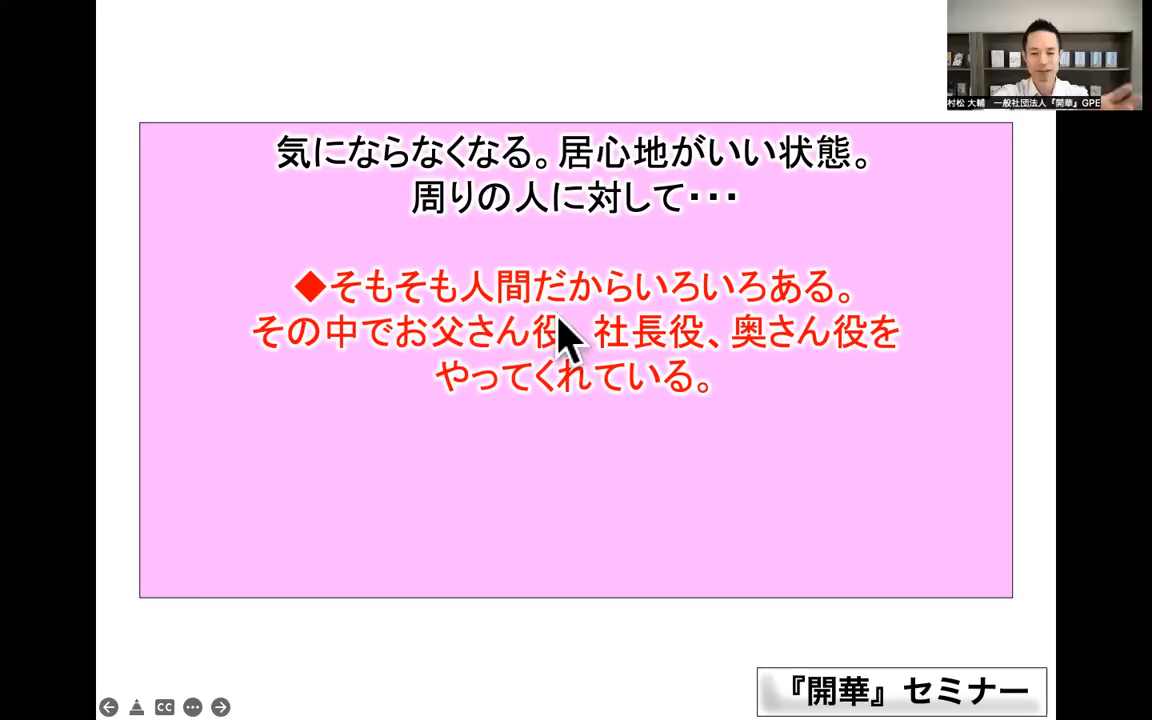 村松 大輔 一般社団法人『開華』GPE
気にならなくなる。居心地がいい状態。
周りの人に対して・・・
◆そもそも人間だからいろいろある。
その中でお父さん役、社長役、奥さん役を
やってくれている。
『開華』セミナー
CC